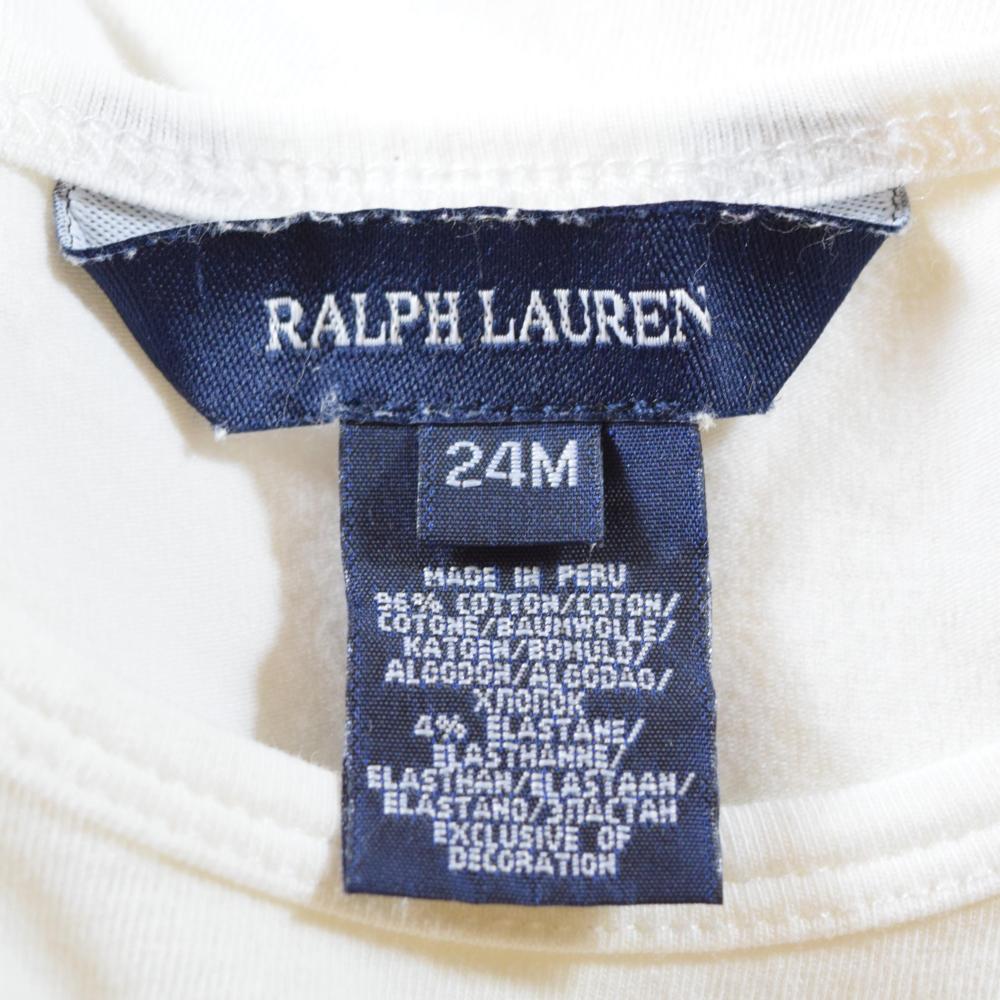 RALPH LAUREN
24M
MADE IN PERU
96% COTTON/COTON/
COTONE/BAUMWOLLE/
KATOEN/BOMULD/
ALGODON/ALGODAO/
ХЛОПОК
4% ELASTANE/
ELASTHANNE/
ELASTHAN/ELASTAAN/
ELASTANO/ЭЛАСТАН
EXCLUSIVE OF
DECORATION